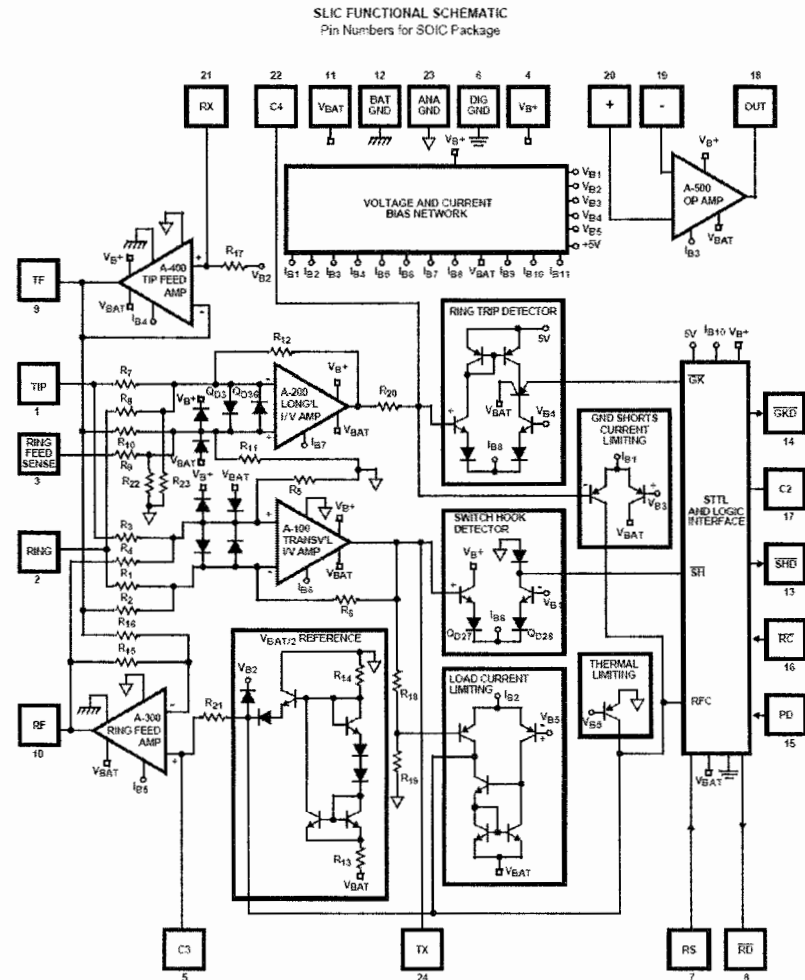 SLIC FUNCTIONAL SCHEMATIC
Pin Numbers for SOIC Package
21 22 11 12 23 6 4 20 19 18
RX
C4
VBAT
BAT GND
ANA GND
DIG GND
VB+
+
-
OUT
VB+
VOLTAGE AND CURRENT
BIAS NETWORK
VB1
VB2
VB3
VB4
VB5
+5V
IB1 IB2 IB3 IB4 IB5 IB6 IB7 IB8 VBAT IB9 IB10 IB11
VB+
A-500
OP AMP
VBAT
IB3
R17
VB2
VB+
A-400
TIP FEED
AMP
VBAT
IB4
+
-
TF
9
TIP
1
RING
FEED
SENSE
3
RING
2
RF
10
R7
R8
R10
R9
R22
R23
R3
R4
R1
R2
R16
R15
R12
VB+
QD3
QD36
VBAT
-
+
A-200
LONG'L
I/V AMP
VB+
VBAT
IB7
R20
R11
R5
VB+
VBAT
+
-
A-100
TRANSV'L
I/V AMP
VB+
VBAT
IB6
R6
RING TRIP DETECTOR
5V
VBAT
VB4
+
IB8
GND SHORTS
CURRENT
LIMITING
IB1
-
+
VB3
VBAT
SWITCH HOOK
DETECTOR
VB+
+
-
IB6
QD27
QD28
5V
IB10
VB+
GK
STTL
AND LOGIC
INTERFACE
SH
RFC
VBAT
GKD
14
C2
17
SHD
13
RC
16
PD
15
A-300
RING FEED
AMP
-
+
VBAT
IB5
R21
VBAT/2 REFERENCE
VB2
R14
R13
VBAT
R18
R19
LOAD CURRENT
LIMITING
IB2
VB5
-
+
VBAT
THERMAL
LIMITING
VB5
C3
5
TX
24
RS
7
RD
8